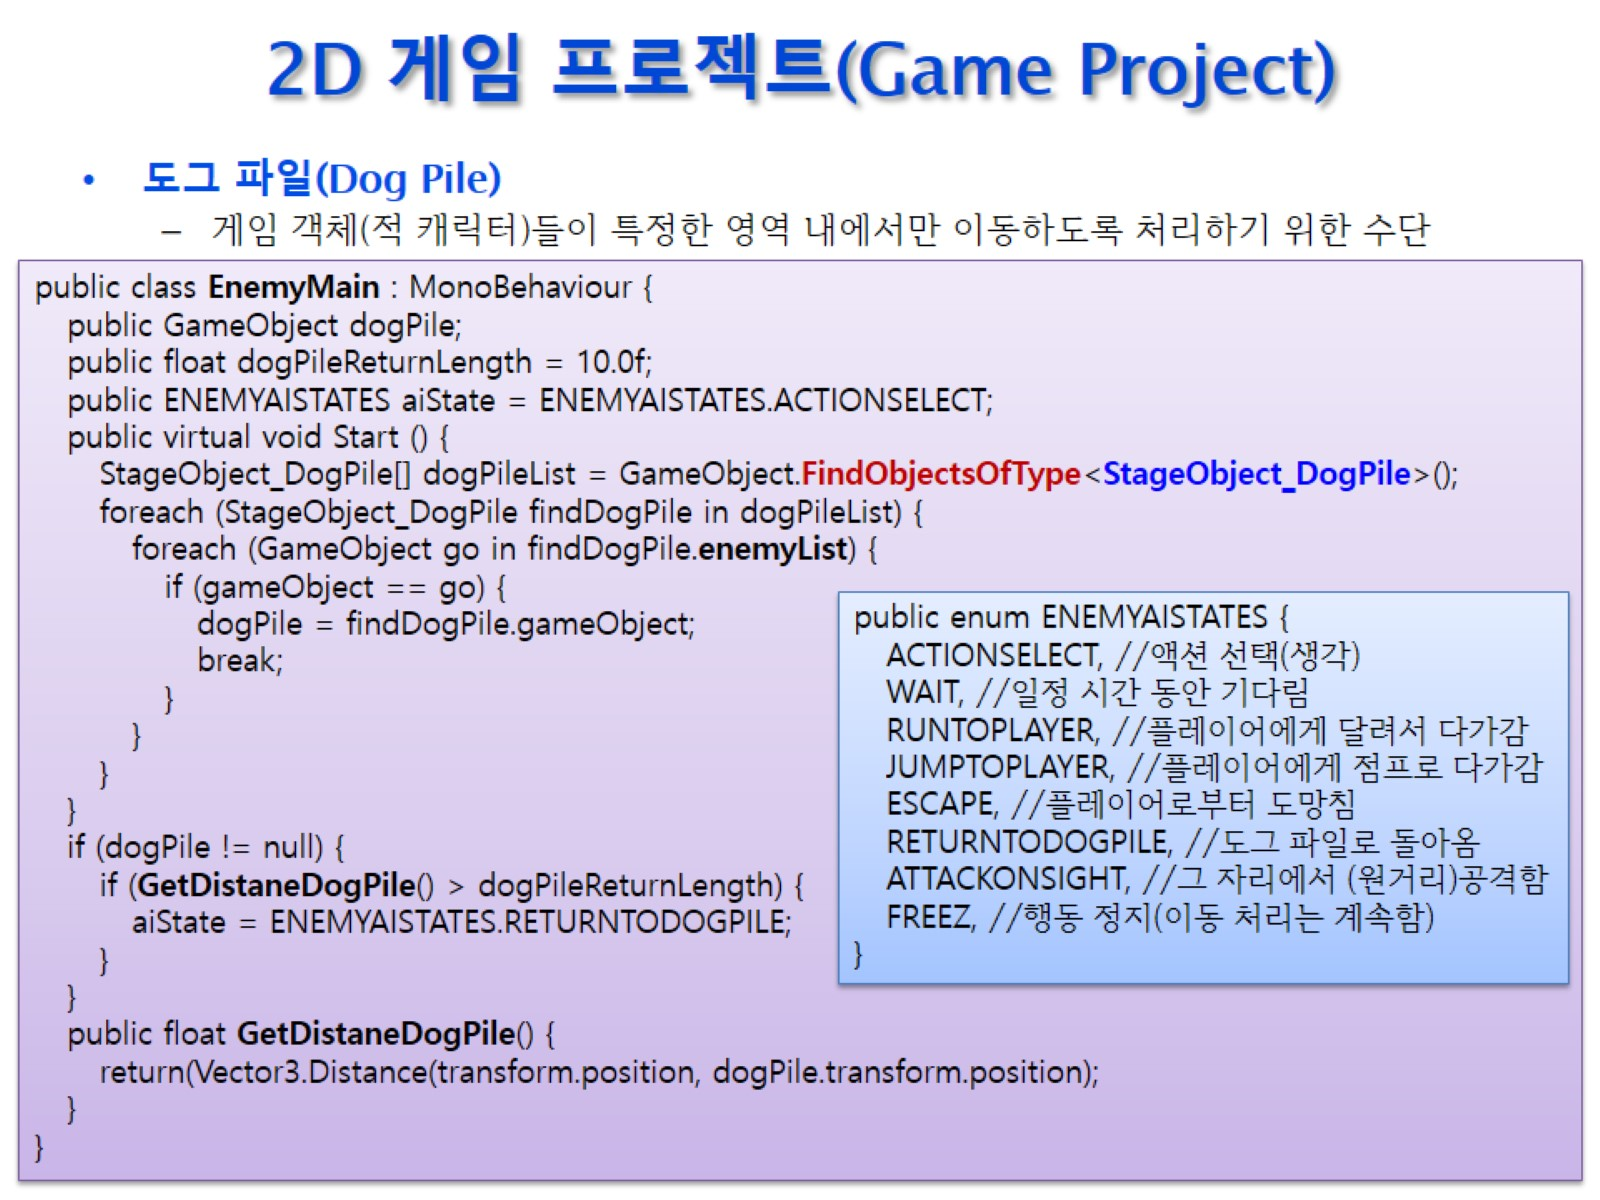 2D 게임 프로젝트(Game Project)
• 도그 파일(Dog Pile)
– 게임 객체(적 캐릭터)들이 특정한 영역 내에서만 이동하도록 처리하기 위한 수단
public class EnemyMain : MonoBehaviour {
public GameObject dogPile;
public float dogPileReturnLength = 10.0f;
public ENEMYAISTATES aiState = ENEMYAISTATES.ACTIONSELECT;
public virtual void Start () {
StageObject_DogPile[] dogPileList = GameObject.FindObjectsOfType<StageObject_DogPile>();
foreach (StageObject_DogPile findDogPile in dogPileList) {
foreach (GameObject go in findDogPile.enemyList) {
if (gameObject == go) {
dogPile = findDogPile.gameObject;
break;
}
}
}
}
if (dogPile != null) {
if (GetDistaneDogPile() > dogPileReturnLength) {
aiState = ENEMYAISTATES.RETURNTODOGPILE;
}
}
public float GetDistaneDogPile() {
return(Vector3.Distance(transform.position, dogPile.transform.position);
}
}
public enum ENEMYAISTATES {
ACTIONSELECT, //액션 선택(생각)
WAIT, //일정 시간 동안 기다림
RUNTOPLAYER, //플레이어에게 달려서 다가감
JUMPTOPLAYER, //플레이어에게 점프로 다가감
ESCAPE, //플레이어로부터 도망침
RETURNTODOGPILE, //도그 파일로 돌아옴
ATTACKONSIGHT, //그 자리에서 (원거리)공격함
FREEZ, //행동 정지(이동 처리는 계속함)
}